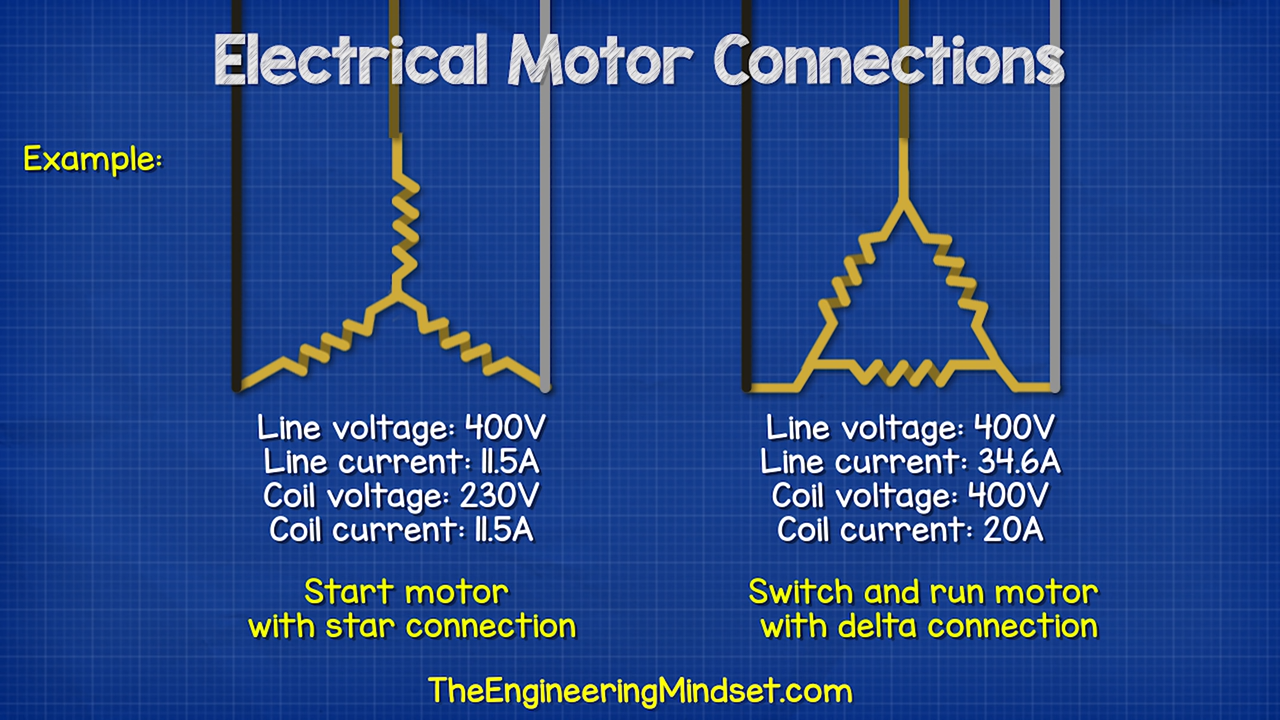 Electrical Motor Connections
Example:
Line voltage: 400V
Line current: 11.5A
Coil voltage: 230V
Coil current: 11.5A
Start motor
with star connection
Line voltage: 400V
Line current: 34.6A
Coil voltage: 400V
Coil current: 20A
Switch and run motor
with delta connection
TheEngineeringMindset.com